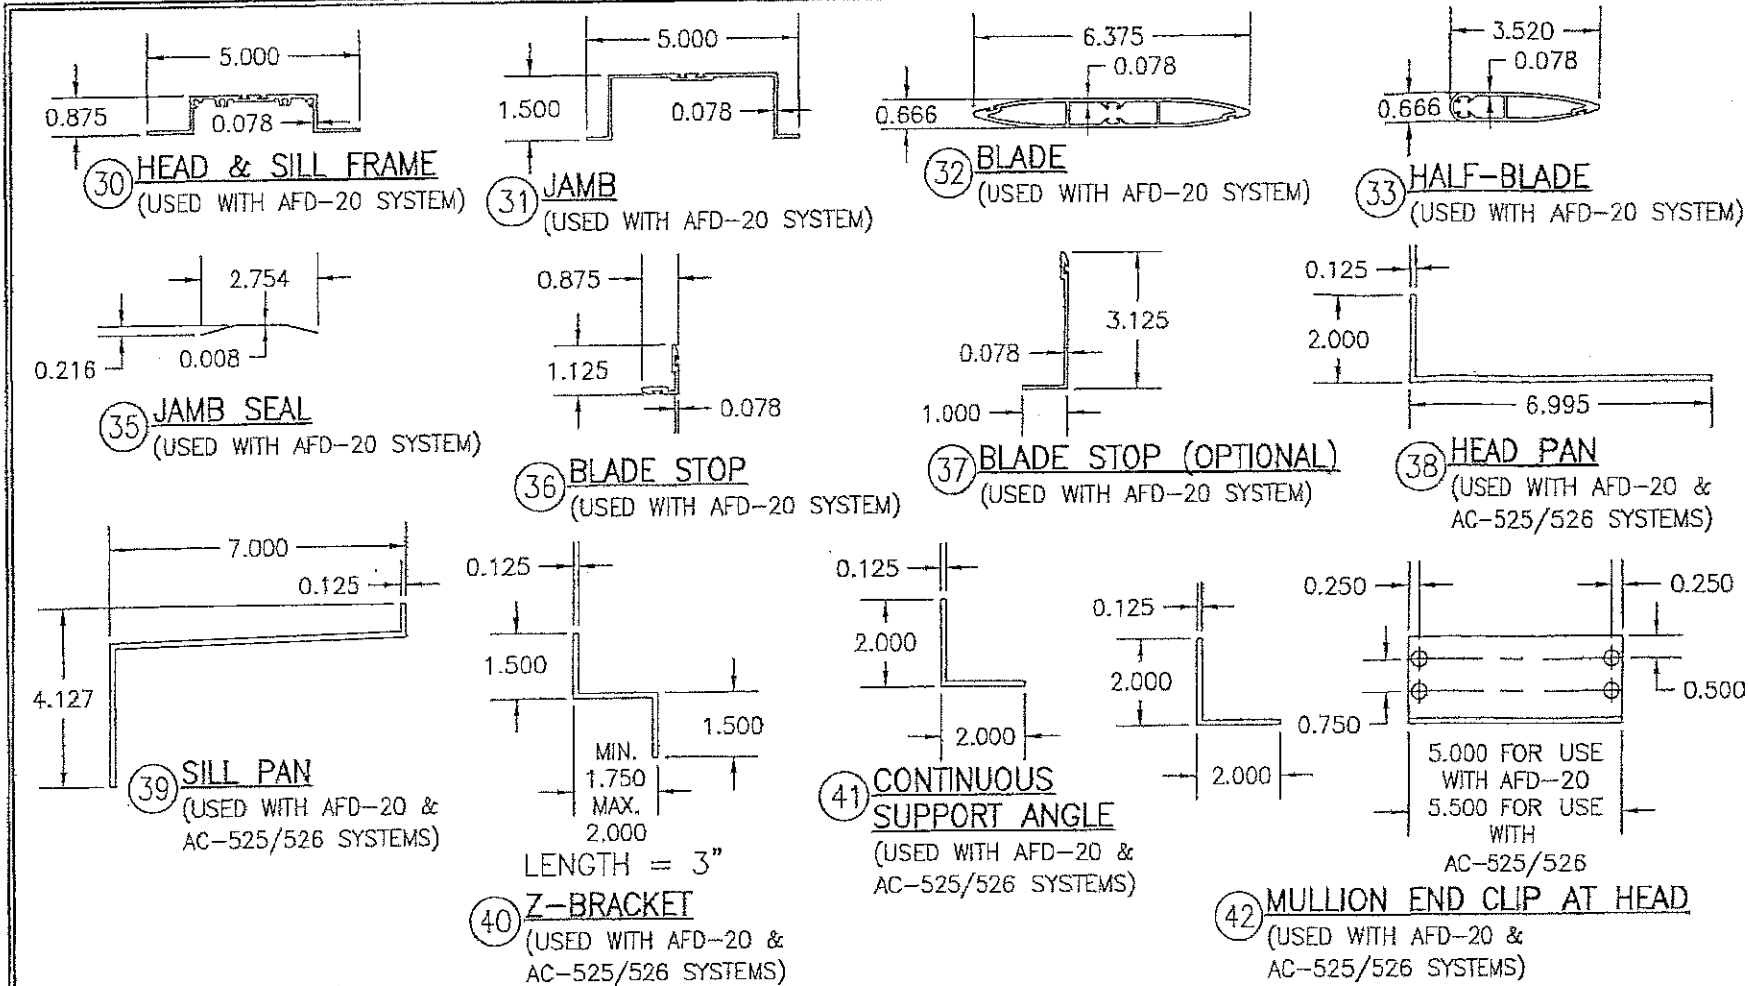 5.000
0.875
0.078
30 HEAD & SILL FRAME
(USED WITH AFD-20 SYSTEM)
5.000
1.500
0.078
31 JAMB
(USED WITH AFD-20 SYSTEM)
6.375
0.078
0.666
32 BLADE
(USED WITH AFD-20 SYSTEM)
3.520
0.078
0.666
33 HALF-BLADE
(USED WITH AFD-20 SYSTEM)
2.754
0.216
0.008
35 JAMB SEAL
(USED WITH AFD-20 SYSTEM)
0.875
1.125
0.078
36 BLADE STOP
(USED WITH AFD-20 SYSTEM)
3.125
0.078
1.000
37 BLADE STOP (OPTIONAL)
(USED WITH AFD-20 SYSTEM)
0.125
2.000
6.995
38 HEAD PAN
(USED WITH AFD-20 &
AC-525/526 SYSTEMS)
7.000
0.125
4.127
39 SILL PAN
(USED WITH AFD-20 &
AC-525/526 SYSTEMS)
0.125
1.500
1.500
MIN.
1.750
MAX.
2.000
LENGTH = 3"
40 Z-BRACKET
(USED WITH AFD-20 &
AC-525/526 SYSTEMS)
0.125
2.000
2.000
41 CONTINUOUS
SUPPORT ANGLE
(USED WITH AFD-20 &
AC-525/526 SYSTEMS)
0.125
2.000
2.000
0.250
0.250
0.500
0.750
5.000 FOR USE
WITH AFD-20
5.500 FOR USE
WITH
AC-525/526
42 MULLION END CLIP AT HEAD
(USED WITH AFD-20 &
AC-525/526 SYSTEMS)